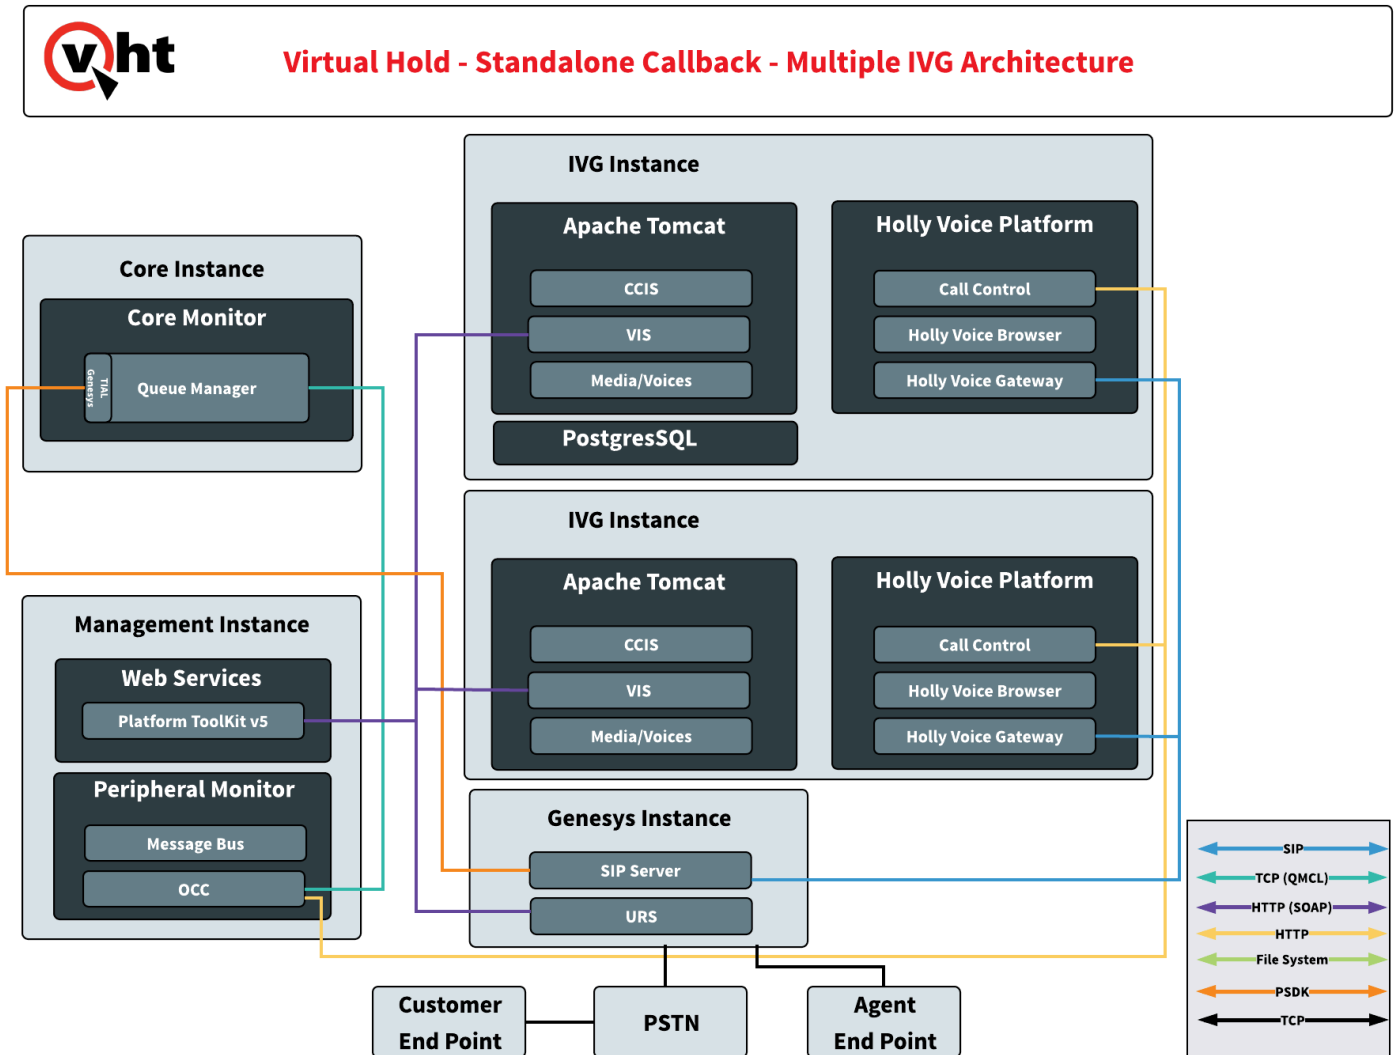 vht
Virtual Hold - Standalone Callback - Multiple IVG Architecture
Core Instance
Core Monitor
TIAL
Genesys
Queue Manager
Management Instance
Web Services
Platform ToolKit v5
Peripheral Monitor
Message Bus
OCC
IVG Instance
Apache Tomcat
CCIS
VIS
Media/Voices
PostgresSQL
Holly Voice Platform
Call Control
Holly Voice Browser
Holly Voice Gateway
IVG Instance
Apache Tomcat
CCIS
VIS
Media/Voices
Holly Voice Platform
Call Control
Holly Voice Browser
Holly Voice Gateway
Genesys Instance
SIP Server
URS
Customer
End Point
PSTN
Agent
End Point
SIP
TCP (QMCL)
HTTP (SOAP)
HTTP
File System
PSDK
TCP